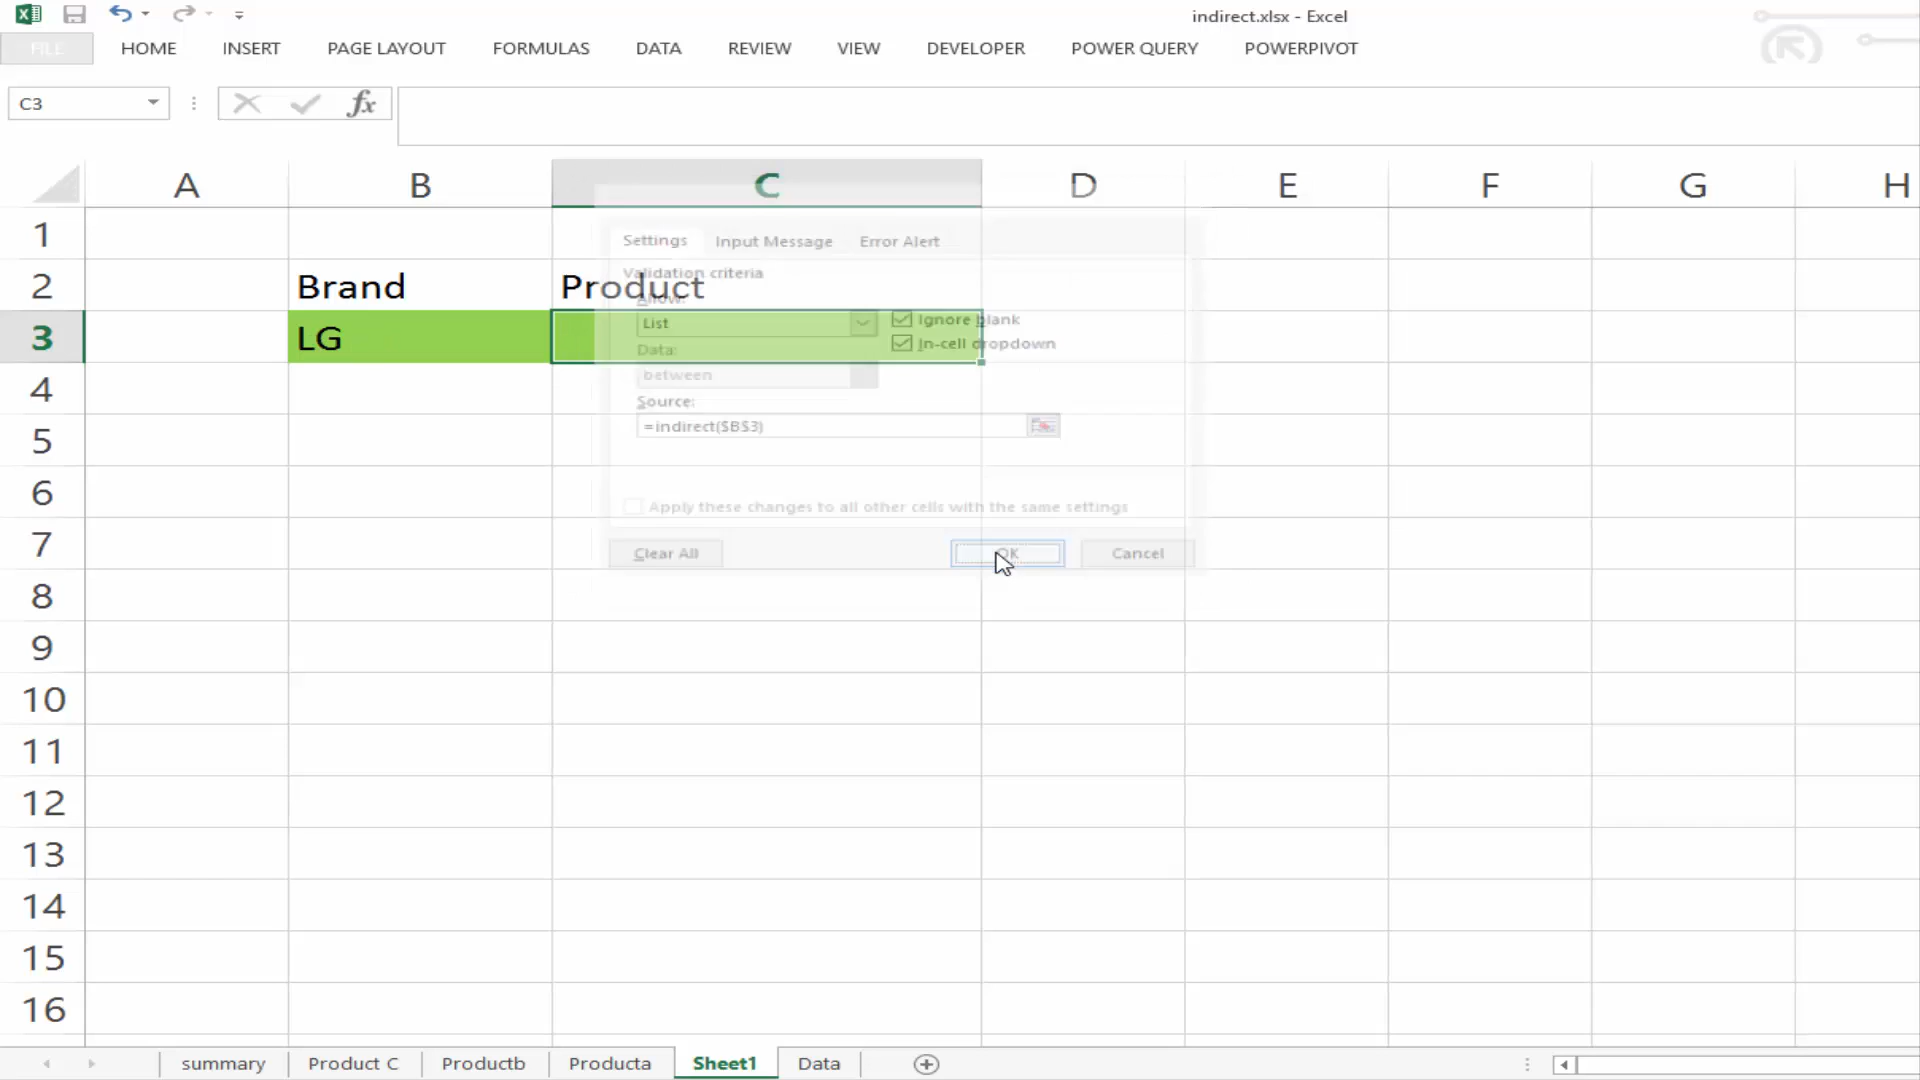 indirect.xlsx - Excel
FILE HOME INSERT PAGE LAYOUT FORMULAS DATA REVIEW VIEW DEVELOPER POWER QUERY POWERPIVOT
C3 fx
A B C D E F G H
1
Settings Input Message Error Alert
Validation criteria
2 Brand Product
Allow:
List Ignore blank
3 LG
In-cell dropdown
Data:
between
4
Source:
=indirect($B$3)
5
6
Apply these changes to all other cells with the same settings
7
Clear All OK Cancel
8
9
10
11
12
13
14
15
16
summary Product C Productb Producta Sheet1 Data